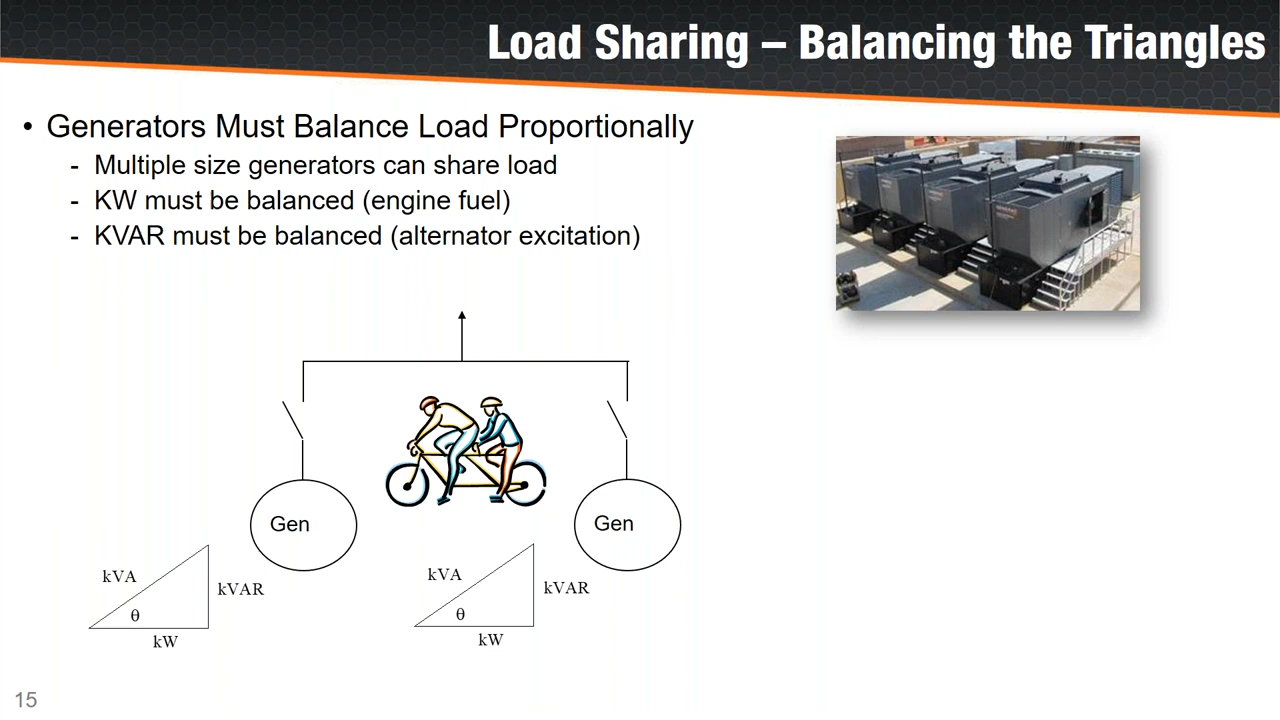 Load Sharing – Balancing the Triangles
• Generators Must Balance Load Proportionally
- Multiple size generators can share load
- KW must be balanced (engine fuel)
- KVAR must be balanced (alternator excitation)
Gen
Gen
kVA
kVAR
θ
kW
kVA
kVAR
θ
kW
15